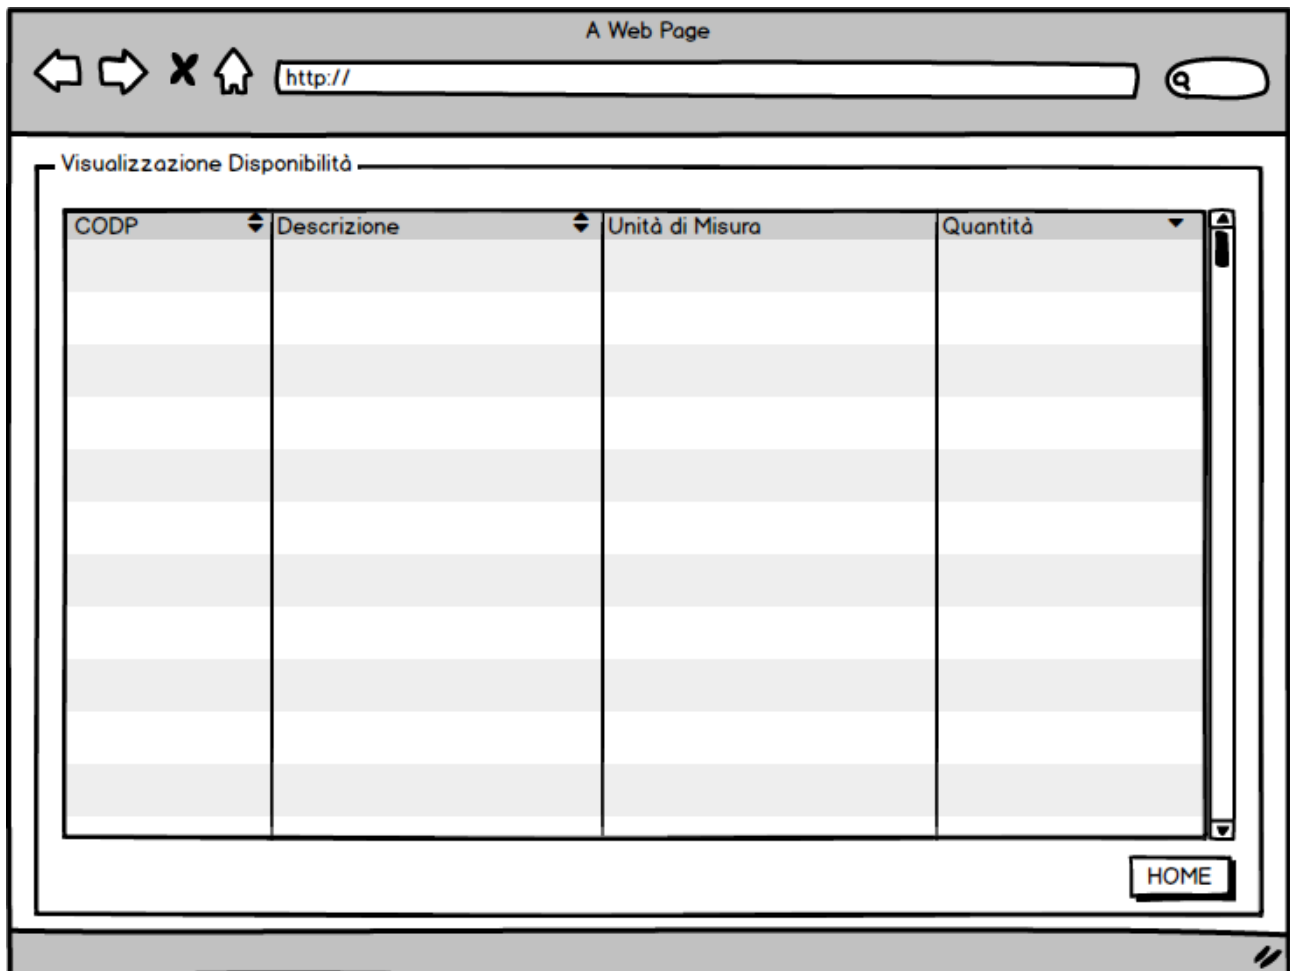 A Web Page
http://
Visualizzazione Disponibilità
CODP Descrizione Unità di Misura Quantità
HOME